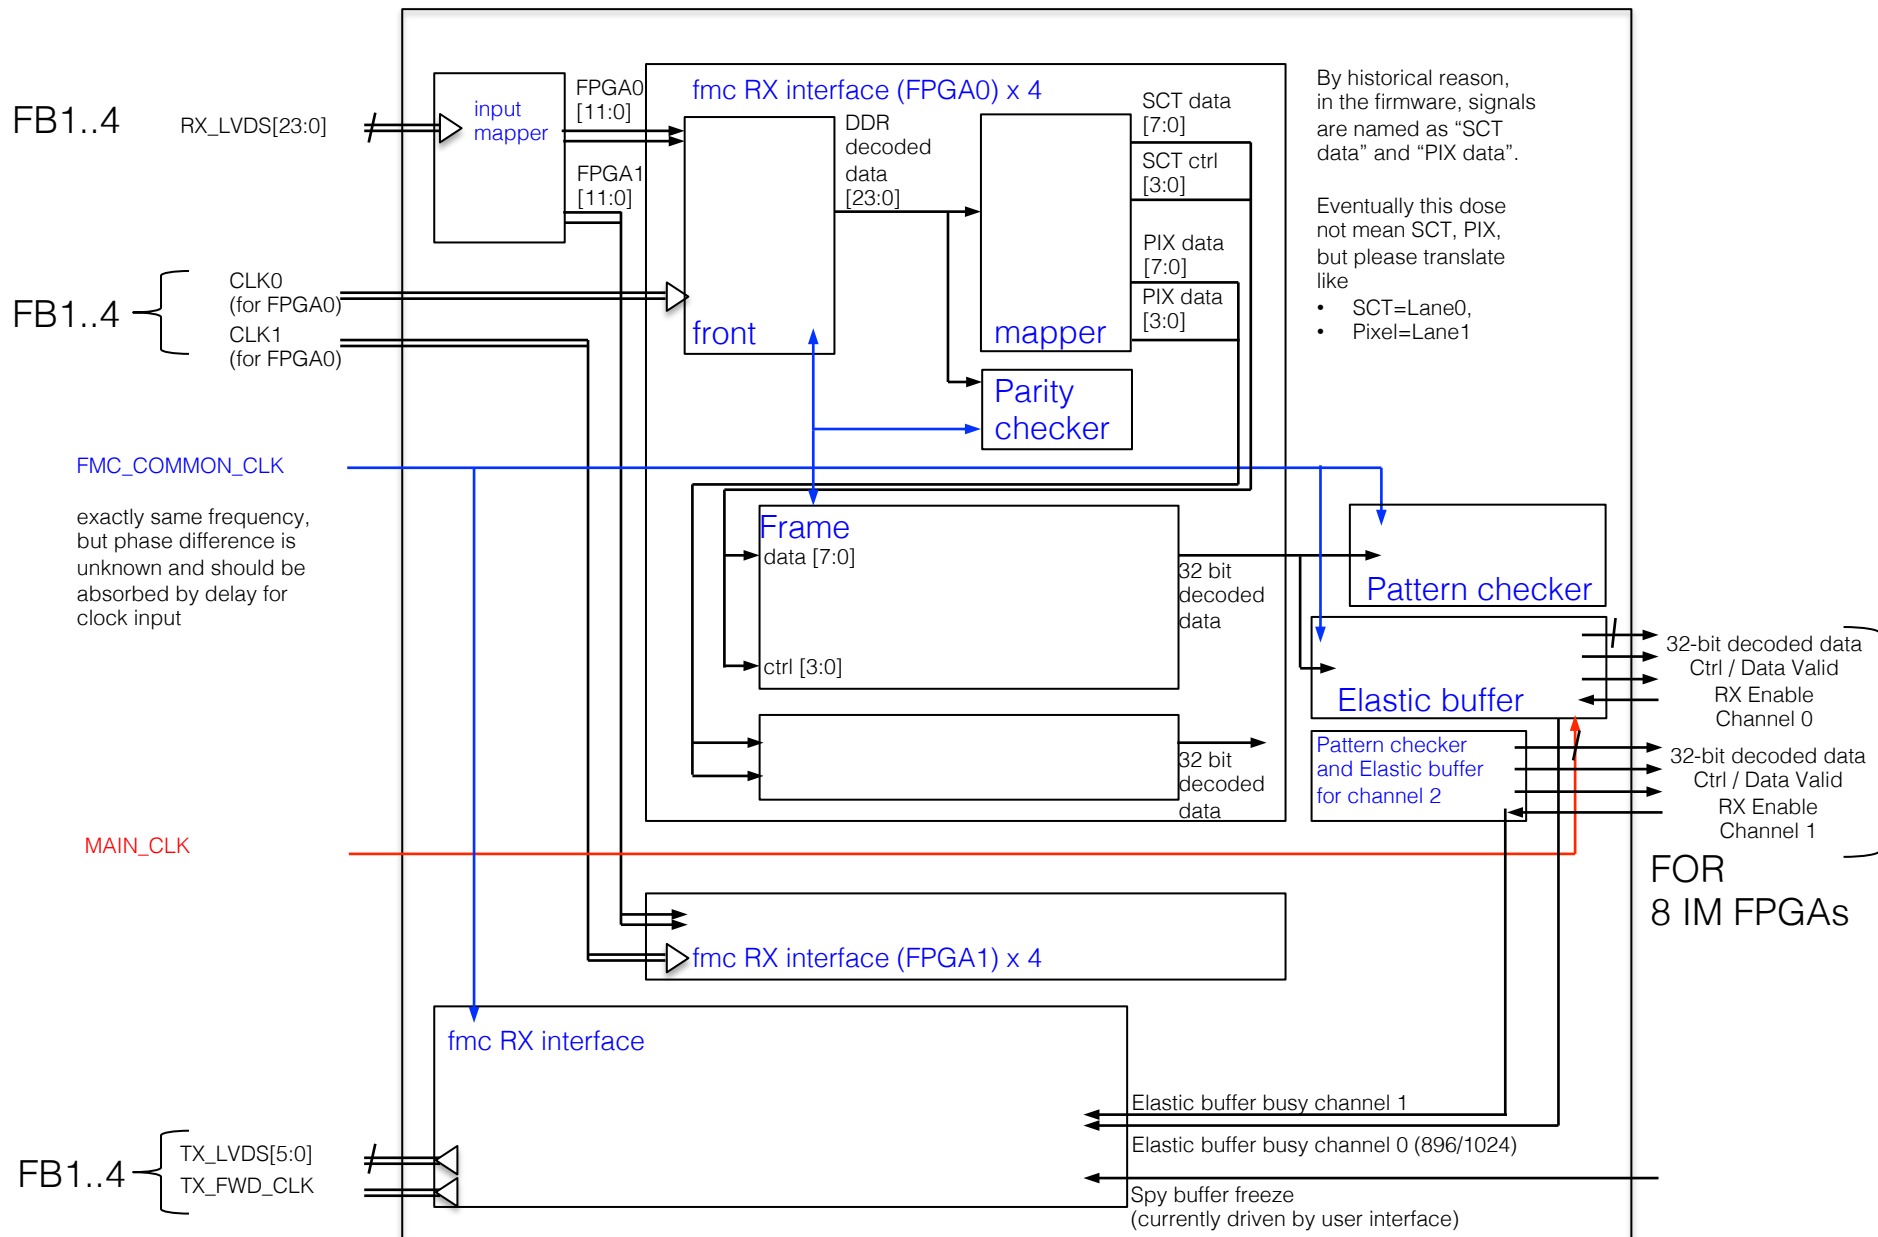 FB1..4
RX_LVDS[23:0]
input
mapper
FPGA0
[11:0]
FPGA1
[11:0]
fmc RX interface (FPGA0) x 4
DDR
decoded
data
[23:0]
front
mapper
SCT data
[7:0]
SCT ctrl
[3:0]
PIX data
[7:0]
PIX data
[3:0]
By historical reason,
in the firmware, signals
are named as “SCT
data” and “PIX data”.
Eventually this dose
not mean SCT, PIX,
but please translate
like
• SCT=Lane0,
• Pixel=Lane1
FB1..4
CLK0
(for FPGA0)
CLK1
(for FPGA0)
Parity
checker
FMC_COMMON_CLK
exactly same frequency,
but phase difference is
unknown and should be
absorbed by delay for
clock input
Frame
data [7:0]
ctrl [3:0]
32 bit
decoded
data
32 bit
decoded
data
Pattern checker
Elastic buffer
Pattern checker
and Elastic buffer
for channel 2
32-bit decoded data
Ctrl / Data Valid
RX Enable
Channel 0
32-bit decoded data
Ctrl / Data Valid
RX Enable
Channel 1
FOR
8 IM FPGAs
MAIN_CLK
fmc RX interface (FPGA1) x 4
fmc RX interface
Elastic buffer busy channel 1
Elastic buffer busy channel 0 (896/1024)
Spy buffer freeze
(currently driven by user interface)
FB1..4
TX_LVDS[5:0]
TX_FWD_CLK